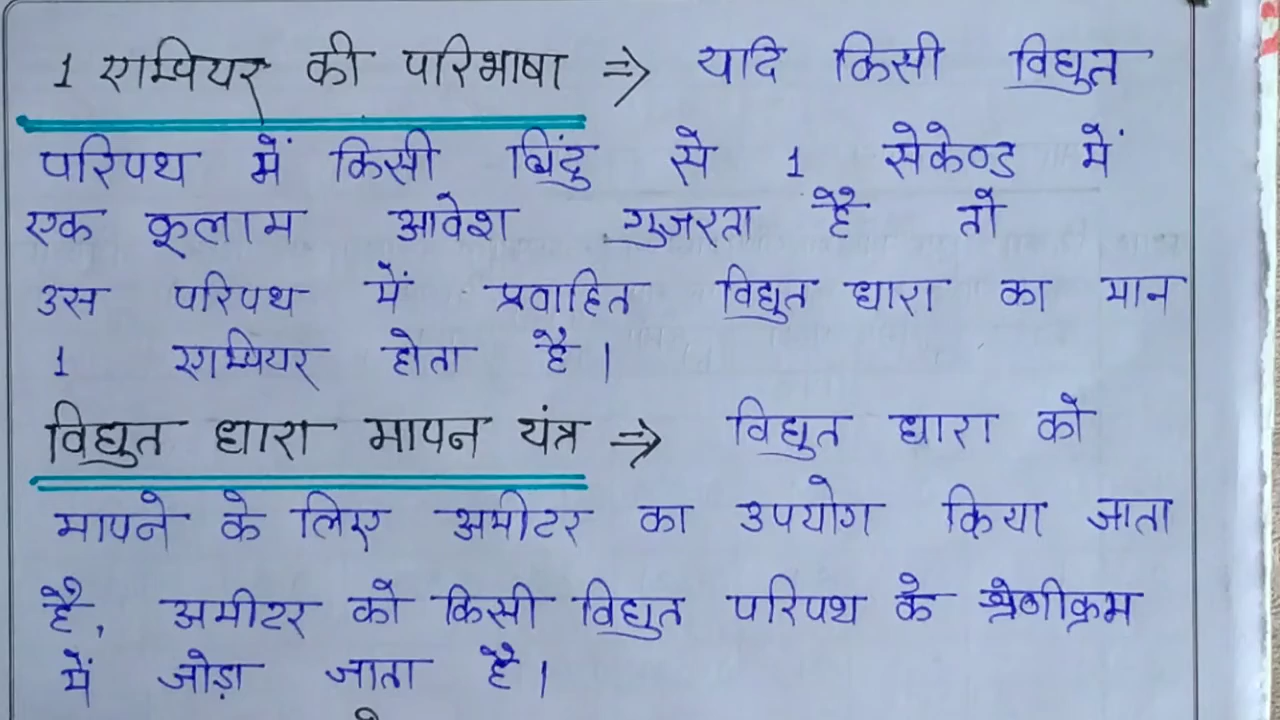 1 एम्पियर की परिभाषा ⇒ यदि किसी विद्युत
परिपथ में किसी बिंदु से 1 सेकेण्ड में
एक कूलाम आवेश गुजरता है तो
उस परिपथ में प्रवाहित विद्युत धारा का मान
1 एम्पियर होता है।
विद्युत धारा मापन यंत्र ⇒ विद्युत धारा को
मापने के लिए अमीटर का उपयोग किया जाता
है, अमीटर को किसी विद्युत परिपथ के श्रेणीक्रम
में जोड़ा जाता है।